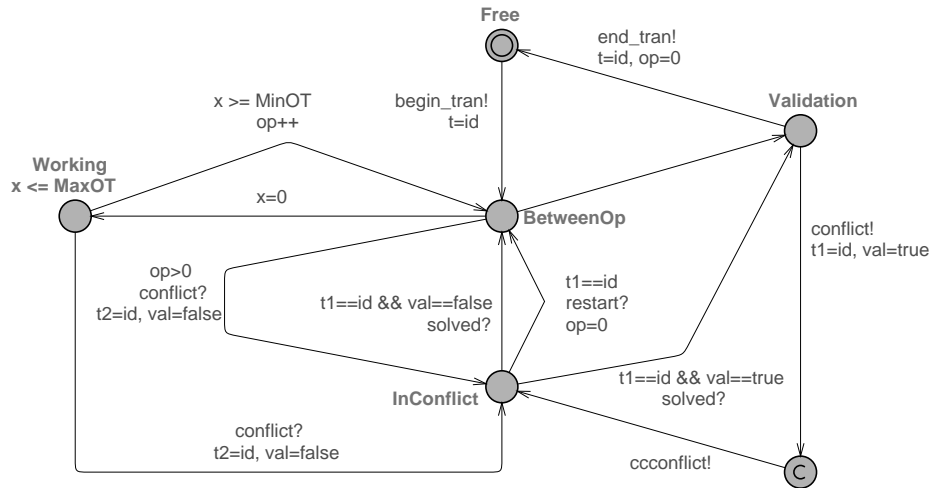 Free
end_tran!
t=id, op=0
x >= MinOT
op++
begin_tran!
t=id
Validation
Working
x <= MaxOT
x=0
BetweenOp
conflict!
t1=id, val=true
op>0
conflict?
t2=id, val=false
t1==id && val==false
solved?
t1==id
restart?
op=0
t1==id && val==true
solved?
InConflict
conflict?
t2=id, val=false
ccconflict!
C